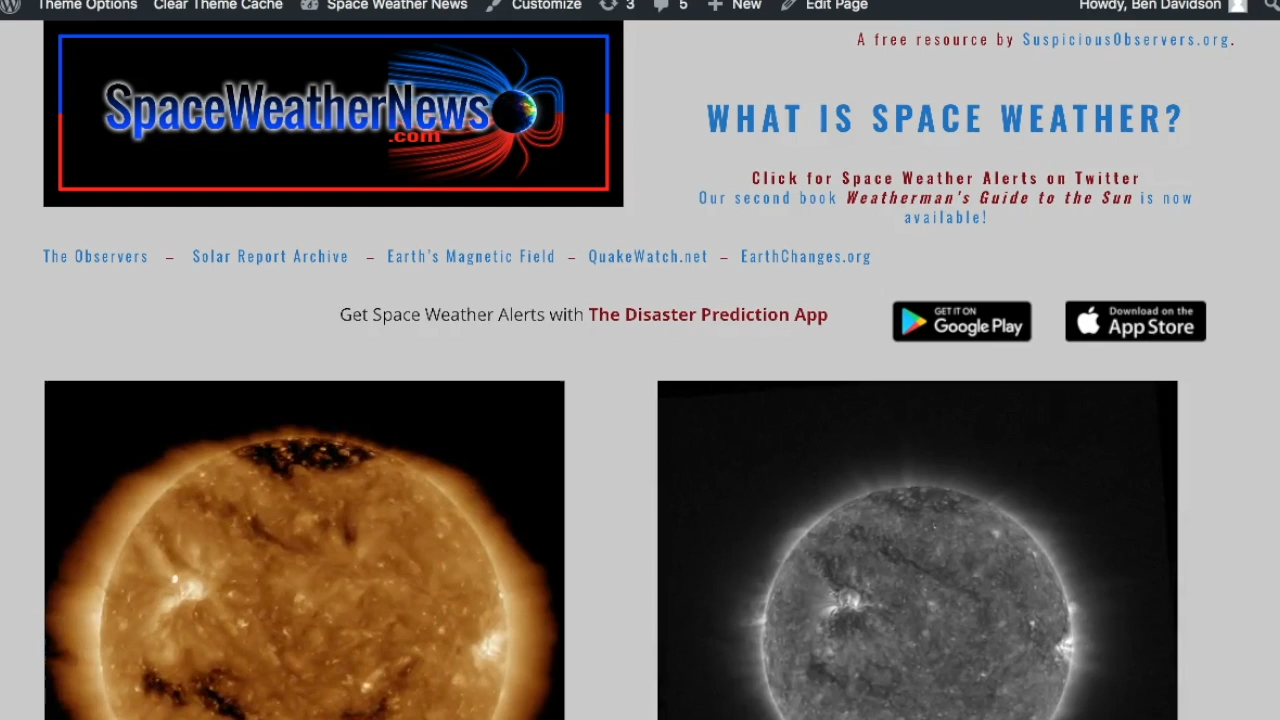 Theme Options Clear Theme Cache Space Weather News Customize 3 5 New Edit Page Howdy, Ben Davidson
A free resource by SuspiciousObservers.org.
SpaceWeatherNews
.com
WHAT IS SPACE WEATHER?
Click for Space Weather Alerts on Twitter
Our second book Weatherman's Guide to the Sun is now
available!
The Observers – Solar Report Archive – Earth's Magnetic Field – QuakeWatch.net – EarthChanges.org
Get Space Weather Alerts with The Disaster Prediction App
GET IT ON
Google Play
Download on the
App Store